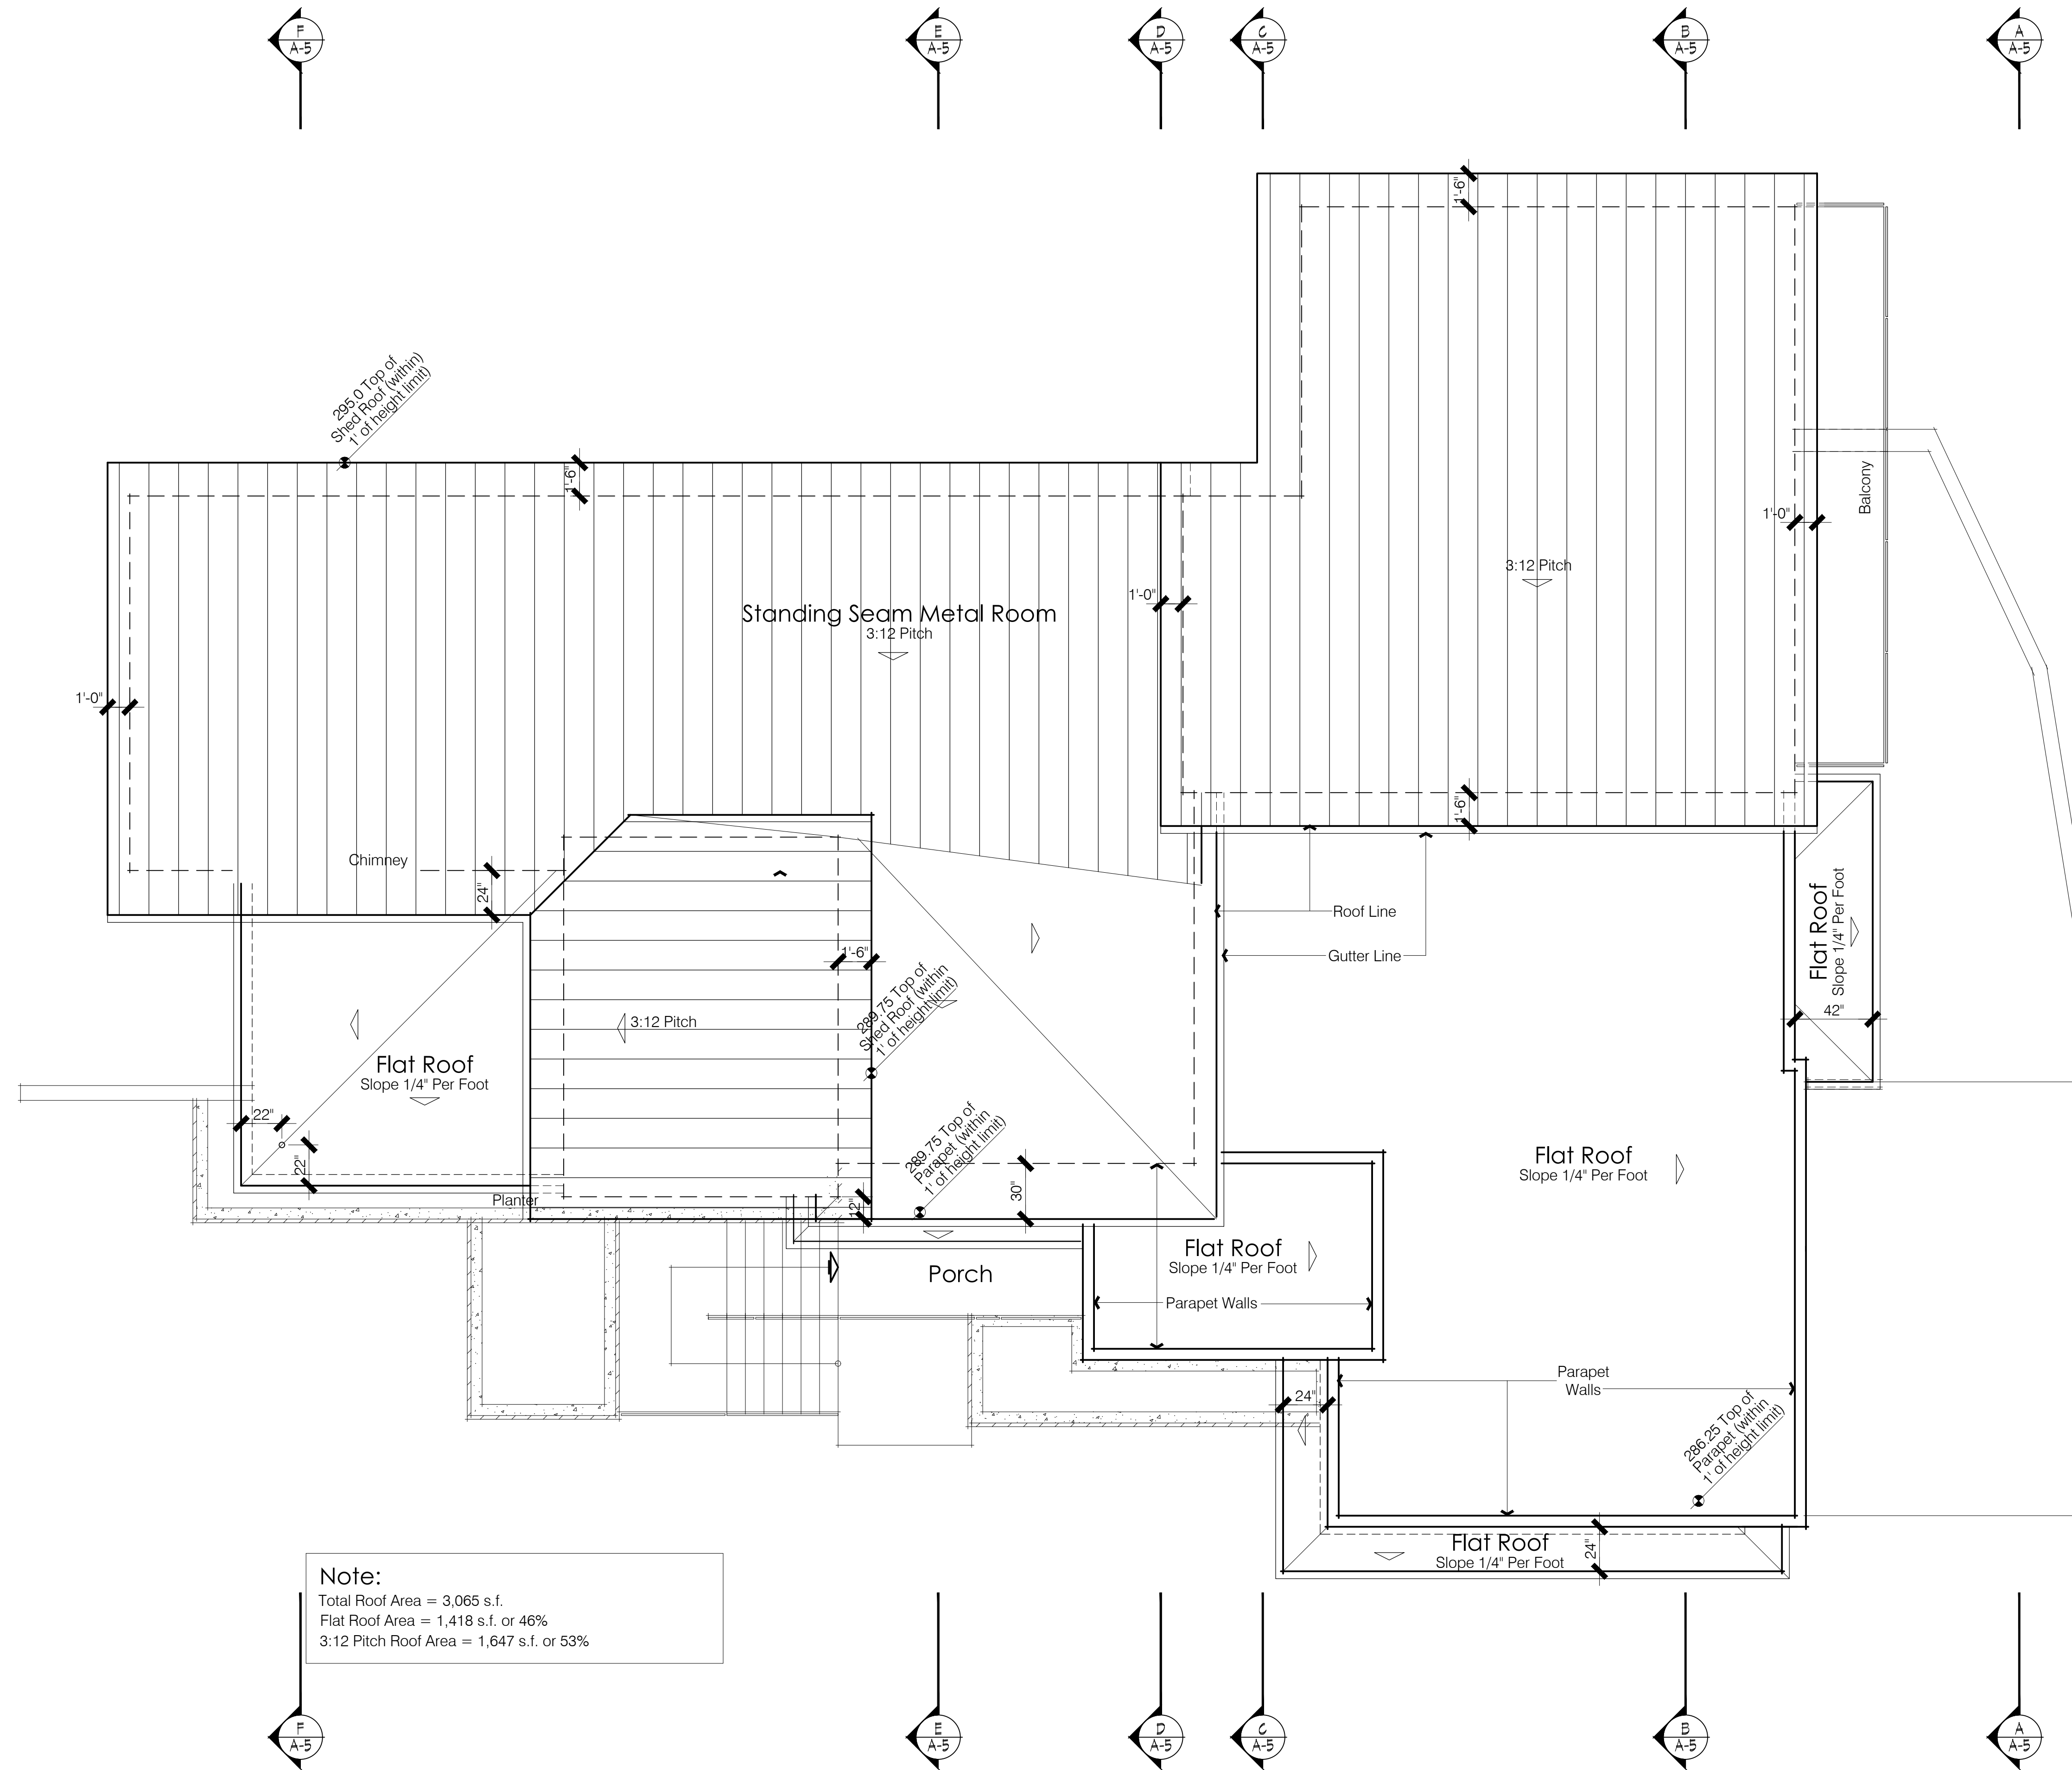 F
A-5
E
A-5
D
A-5
C
A-5
B
A-5
A
A-5
1'-6"
295.0 Top of
Shed Roof (within)
1' of height limit)
1'-6"
Balcony
1'-0"
3:12 Pitch
1'-0"
Standing Seam Metal Room
3:12 Pitch
1'-0"
1'-6"
Chimney
24"
Roof Line
Gutter Line
1'-6"
289.75 Top of
Shed Roof (within
1' of height limit)
Flat Roof
Slope 1/4" Per Foot
42"
3:12 Pitch
Flat Roof
Slope 1/4" Per Foot
22"
22"
289.75 Top of
Parapet (within
1' of height limit)
Flat Roof
Slope 1/4" Per Foot
30"
12"
Planter
Flat Roof
Slope 1/4" Per Foot
Porch
Parapet Walls
Parapet
Walls
24"
286.25 Top of
Parapet (within
1' of height limit)
Flat Roof
Slope 1/4" Per Foot
24"
Note:
Total Roof Area = 3,065 s.f.
Flat Roof Area = 1,418 s.f. or 46%
3:12 Pitch Roof Area = 1,647 s.f. or 53%
F
A-5
E
A-5
D
A-5
C
A-5
B
A-5
A
A-5